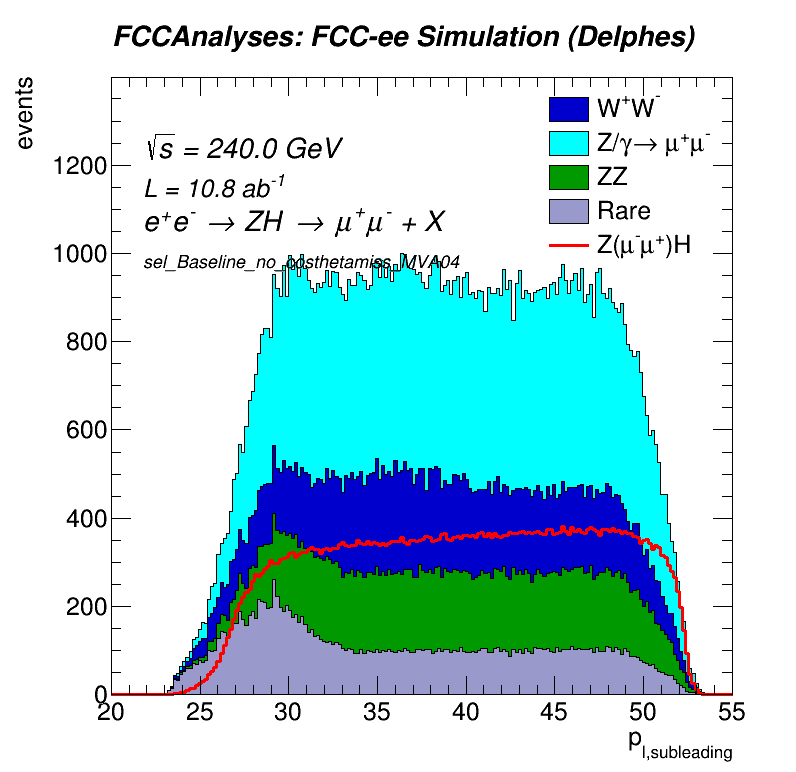 FCCAnalyses: FCC-ee Simulation (Delphes)
events
√s = 240.0 GeV
L = 10.8 ab⁻¹
e⁺e⁻ → ZH → μ⁺μ⁻ + X
sel_Baseline_no_costhetamiss_MVA04
W⁺W⁻
Z/γ→ μ⁺μ⁻
ZZ
Rare
Z(μ⁻μ⁺)H
1200
1000
800
600
400
200
0
20 25 30 35 40 45 50 55
p_l,subleading